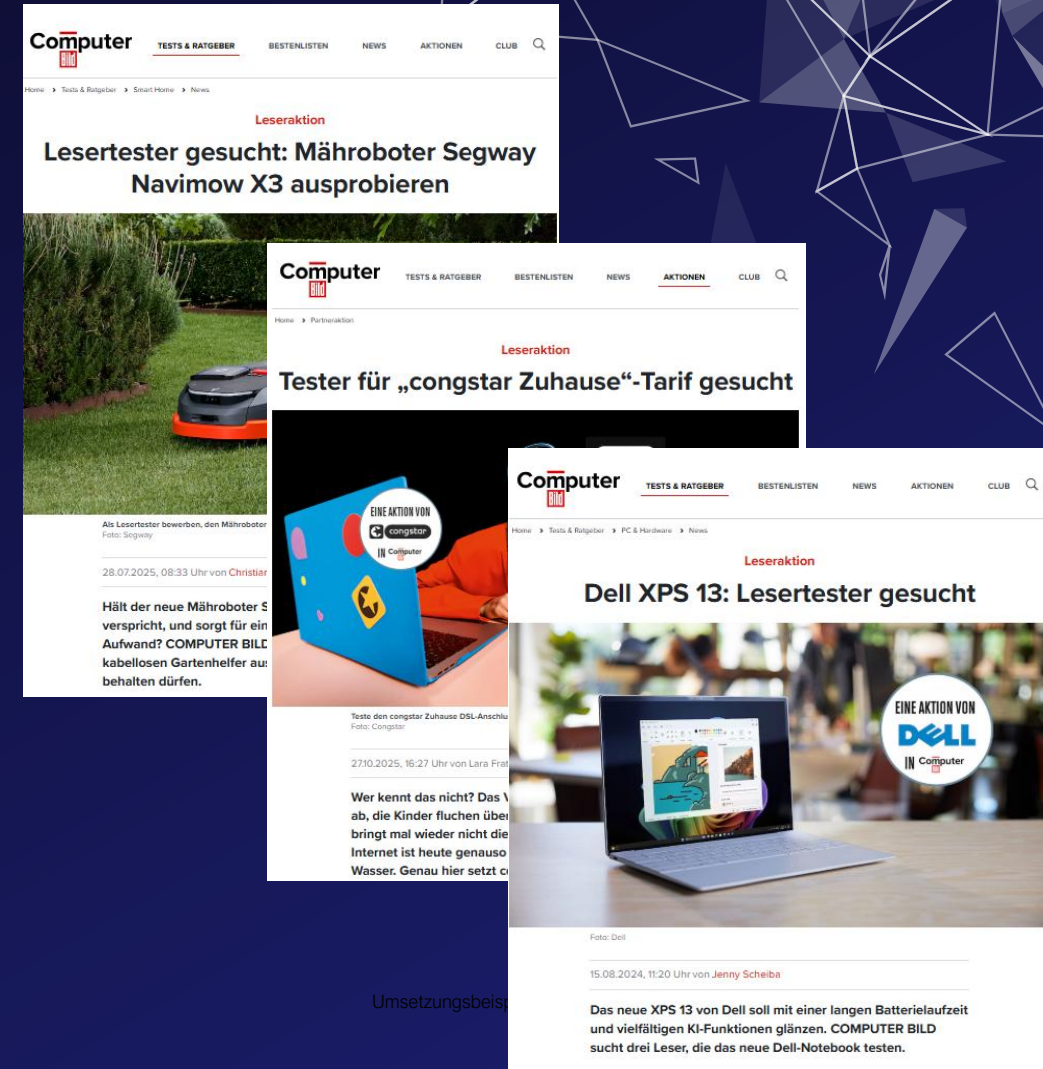 Computer
Bild
TESTS & RATGEBER BESTENLISTEN NEWS AKTIONEN CLUB
Home > Tests & Ratgeber > Smart Home > News
Leseraktion
Lesertester gesucht: Mähroboter Segway
Navimow X3 ausprobieren
Als Lesertester bewerben, den Mähroboter
Foto: Segway
28.07.2025, 08:33 Uhr von Christian
Hält der neue Mähroboter S
verspricht, und sorgt für ein
Aufwand? COMPUTER BILD
kabellosen Gartenhelfer aus
behalten dürfen.
Computer
Bild
TESTS & RATGEBER BESTENLISTEN NEWS AKTIONEN CLUB
Home > Partneraktion
Leseraktion
Tester für „congstar Zuhause“-Tarif gesucht
EINE AKTION VON
congstar
IN Computer
Bild
Teste den congstar Zuhause DSL-Anschlu
Foto: Congstar
27.10.2025, 16:27 Uhr von Lara Frat
Wer kennt das nicht? Das
ab, die Kinder fluchen über
bringt mal wieder nicht die
Internet ist heute genauso
Wasser. Genau hier setzt
Computer
Bild
TESTS & RATGEBER BESTENLISTEN NEWS AKTIONEN CLUB
Home > Tests & Ratgeber > PC & Hardware > News
Leseraktion
Dell XPS 13: Lesertester gesucht
EINE AKTION VON
DELL
IN Computer
Bild
Foto: Dell
15.08.2024, 11:20 Uhr von Jenny Scheiba
Das neue XPS 13 von Dell soll mit einer langen Batterielaufzeit
und vielfältigen KI-Funktionen glänzen. COMPUTER BILD
sucht drei Leser, die das neue Dell-Notebook testen.
Umsetzungsbeisp